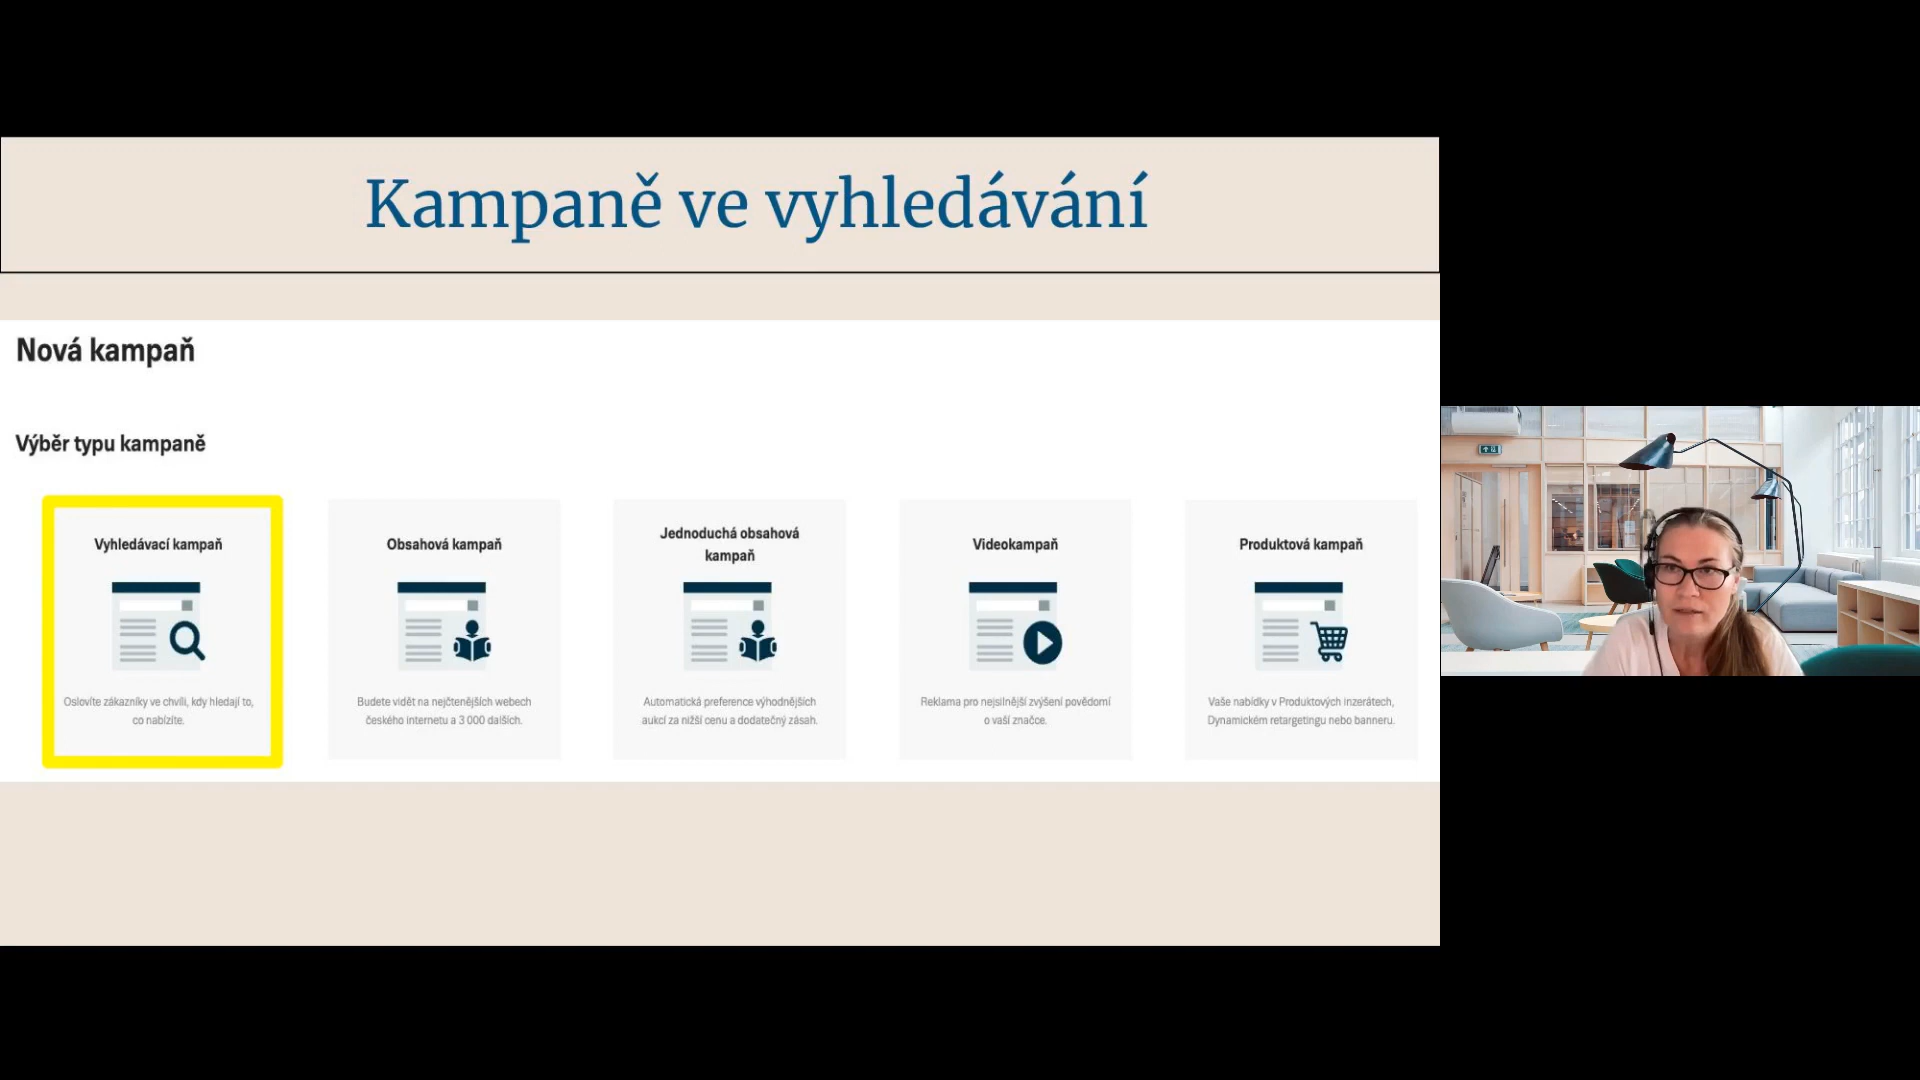 Kampaně ve vyhledávání
Nová kampaň
Výběr typu kampaně
Vyhledávací kampaň
Oslovíte zákazníky ve chvíli, kdy hledají to,
co nabízíte.
Obsahová kampaň
Budete vidět na nejčtenějších webech
českého internetu a 3 000 dalších.
Jednoduchá obsahová
kampaň
Automatická preference výhodnějších
aukcí za nižší cenu a dodatečný zásah.
Videokampaň
Reklama pro nejsilnější zvýšení povědomí
o vaší značce.
Produktová kampaň
Vaše nabídky v Produktových inzerátech,
Dynamickém retargetingu nebo banneru.